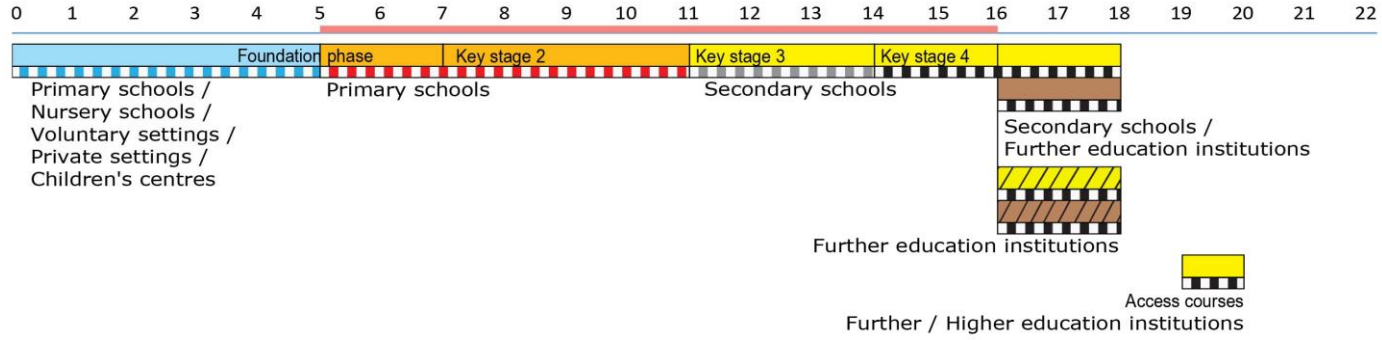 0 1 2 3 4 5 6 7 8 9 10 11 12 13 14 15 16 17 18 19 20 21 22
Foundation phase Key stage 2 Key stage 3 Key stage 4
Primary schools /
Nursery schools /
Voluntary settings /
Private settings /
Children's centres
Primary schools
Secondary schools
Secondary schools /
Further education institutions
Further education institutions
Access courses
Further / Higher education institutions